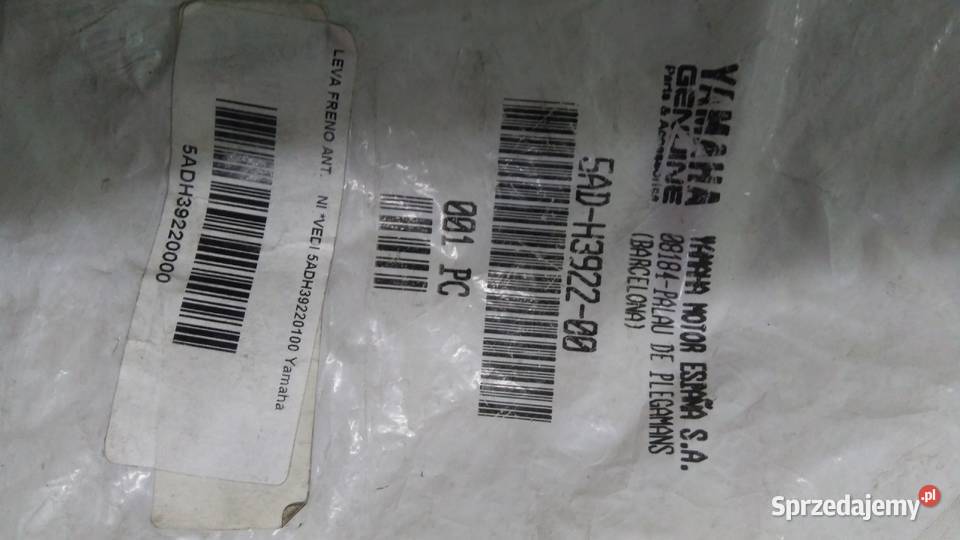 YAMAHA
GENUINE
Parts & Accessories
YAMAHA MOTOR ESPAÑA S.A.
08184-PALAU DE PLEGAMANS
(BARCELONA)
5AD-H3922-00
001 PC
LEVA FRENO ANT. NI *VEDI 5ADH39220100 Yamaha
5ADH39220000
Sprzedajemy.pl